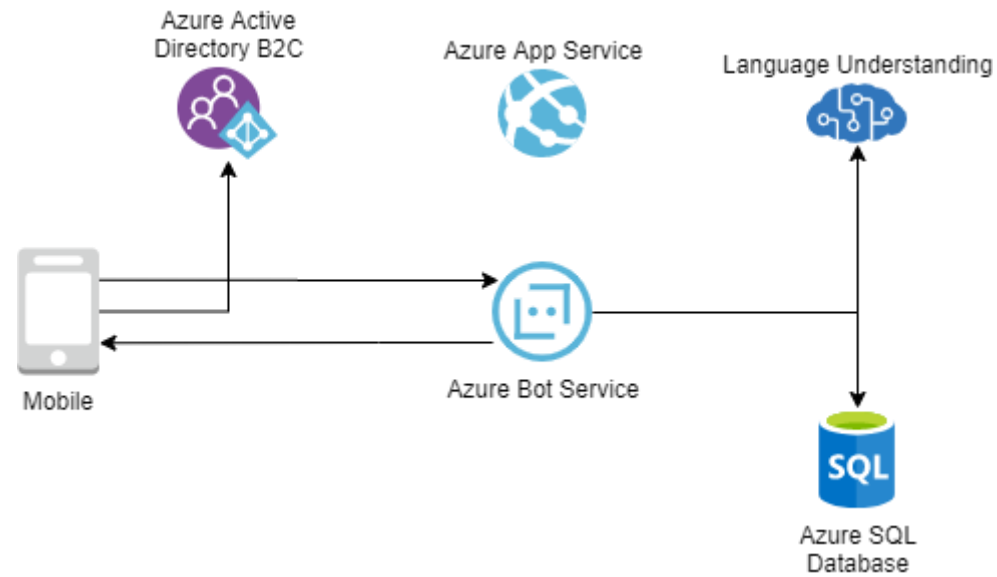 Azure Active
Directory B2C
Azure App Service
Language Understanding
Mobile
Azure Bot Service
SQL
Azure SQL
Database